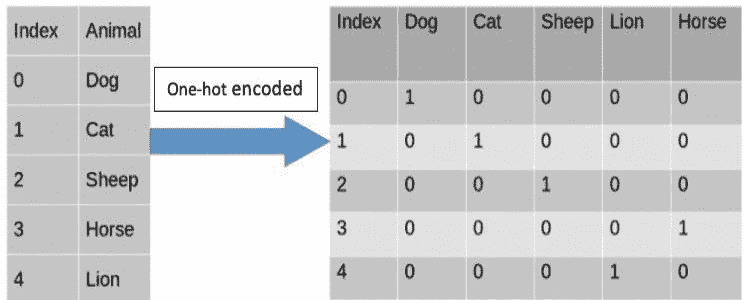 Index Animal
0 Dog
1 Cat
2 Sheep
3 Horse
4 Lion
One-hot encoded
Index Dog Cat Sheep Lion Horse
0 1 0 0 0 0
1 0 1 0 0 0
2 0 0 1 0 0
3 0 0 0 0 1
4 0 0 0 1 0